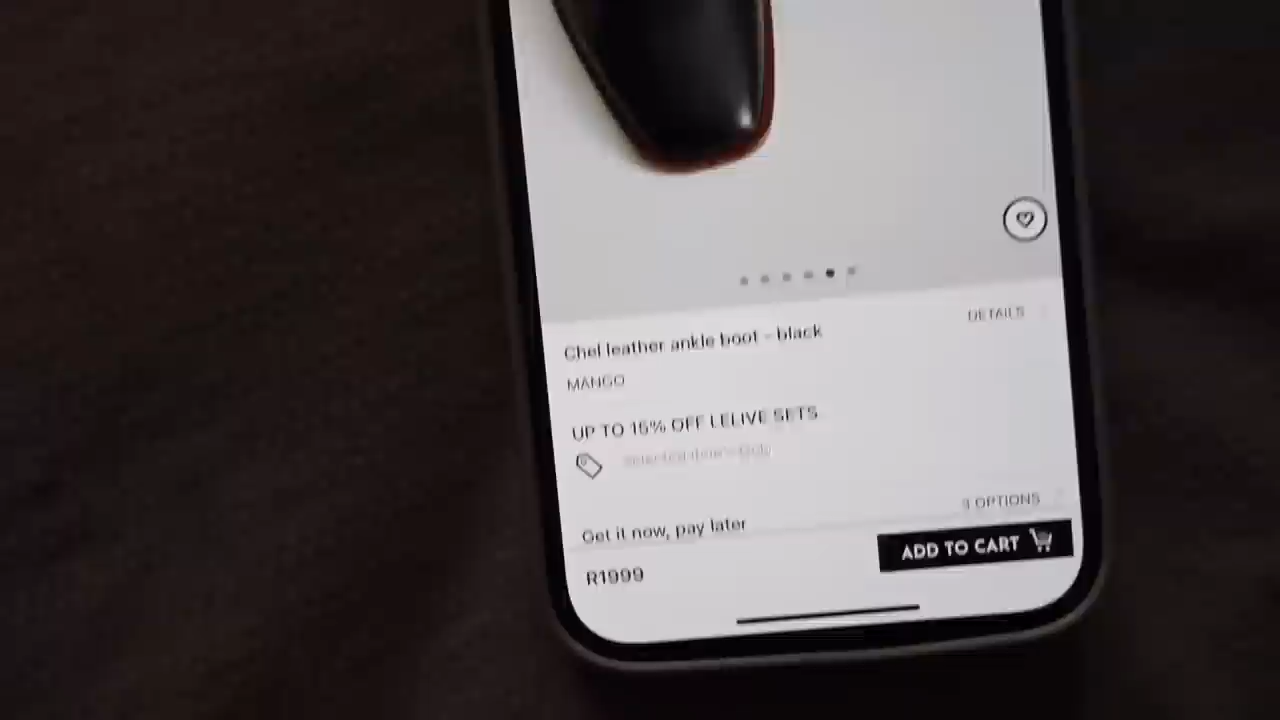 Chel leather ankle boot - black
DETAILS
MANGO
UP TO 15% OFF LELIVE SETS
3 OPTIONS
Get it now, pay later
ADD TO CART
R1999